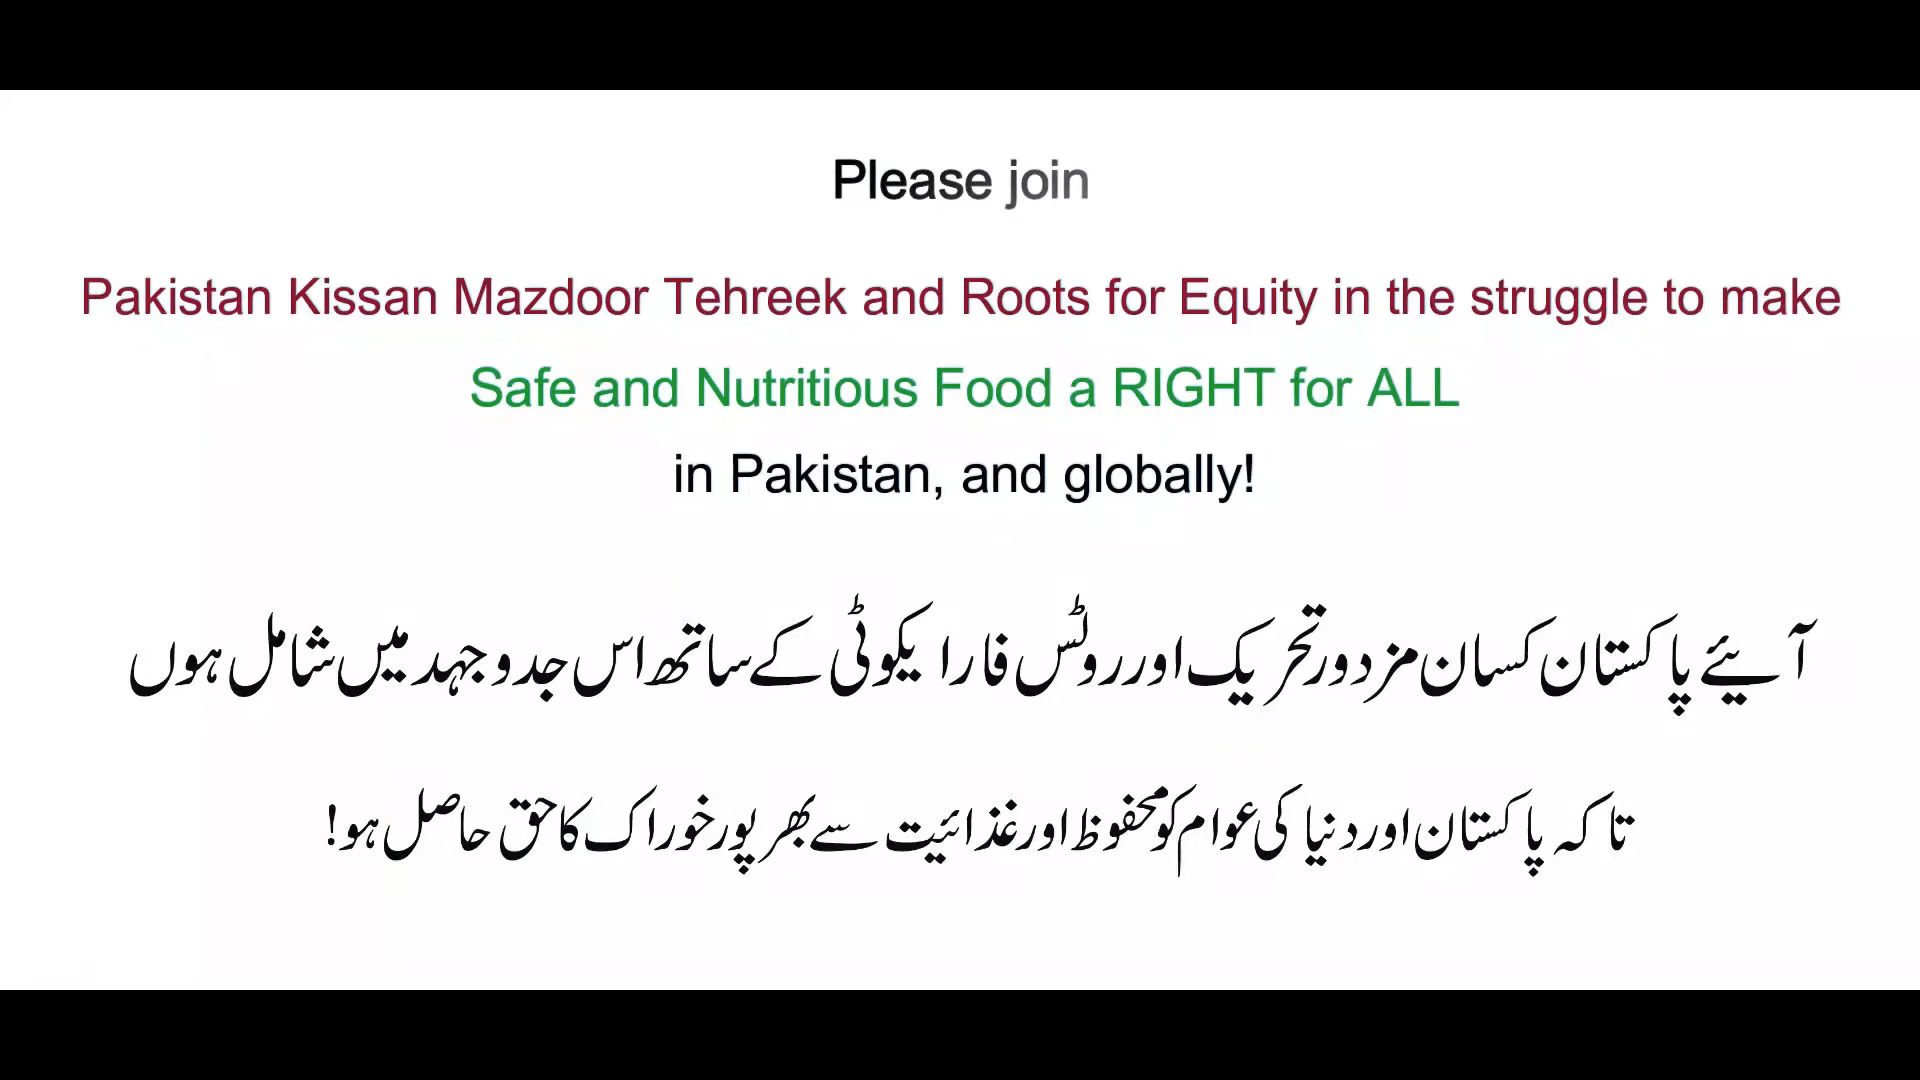 Please join
Pakistan Kissan Mazdoor Tehreek and Roots for Equity in the struggle to make
Safe and Nutritious Food a RIGHT for ALL
in Pakistan, and globally!
آیئے پاکستان کسان مزدور تحریک اور روٹس فار ایکوٹی کے ساتھ اس جدوجہد میں شامل ہوں
تاکہ پاکستان اور دنیا کی عوام کو محفوظ اور غذائیت سے بھرپور خوراک کا حق حاصل ہو!